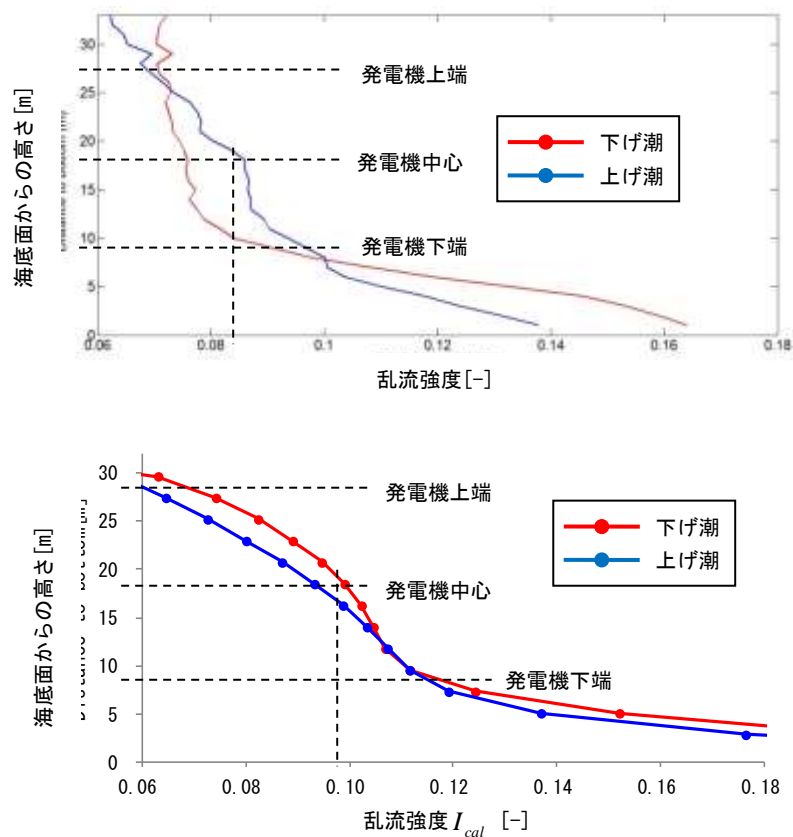 30
25
20
15
10
5
0
0.06
0.08
0.1
0.12
0.14
0.16
0.18
海底面からの高さ[m]
発電機上端
発電機中心
発電機下端
下げ潮
上げ潮
乱流強度[-]
30
25
20
15
10
5
0
0.06
0.08
0.10
0.12
0.14
0.16
0.18
海底面からの高さ[m]
発電機上端
発電機中心
発電機下端
下げ潮
上げ潮
乱流強度 I_cal [-]